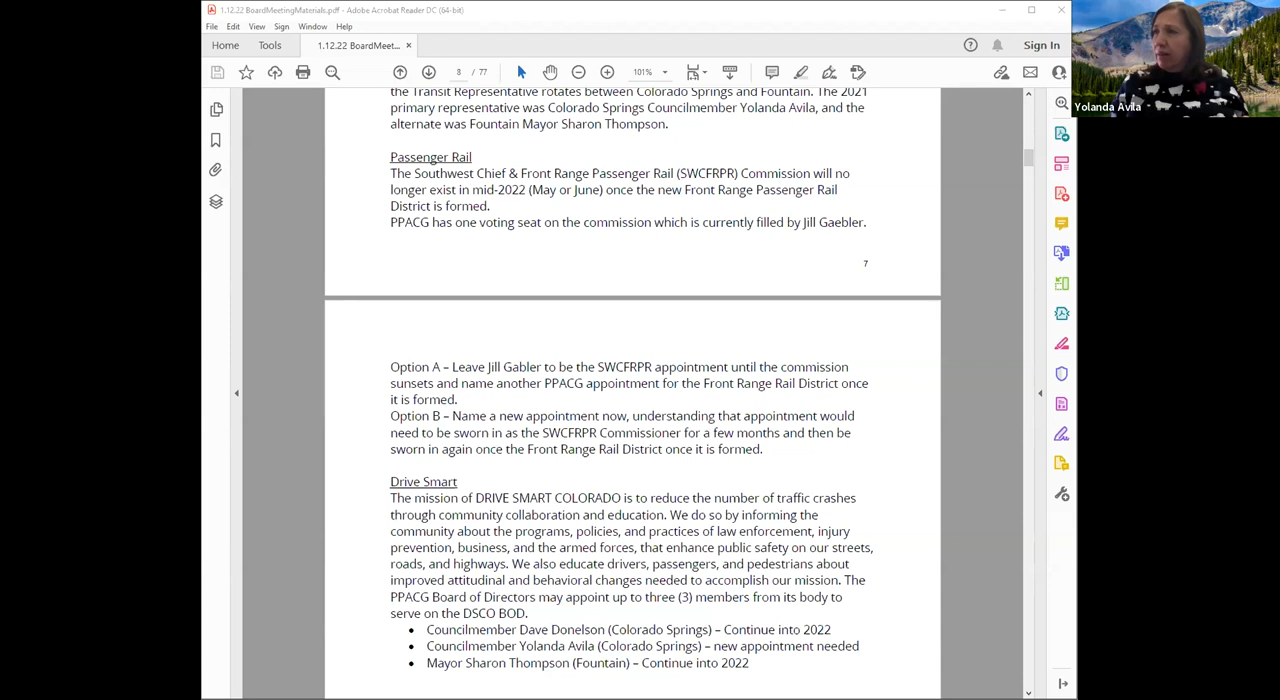 1.12.22 BoardMeetingMaterials.pdf - Adobe Acrobat Reader DC (64-bit)
File Edit View Sign Window Help
Home Tools 1.12.22 BoardMeet... × Sign In
8 / 77 101%
the Transit Representative rotates between Colorado Springs and Fountain. The 2021
primary representative was Colorado Springs Councilmember Yolanda Avila, and the
alternate was Fountain Mayor Sharon Thompson.
Passenger Rail
The Southwest Chief & Front Range Passenger Rail (SWCFRPR) Commission will no
longer exist in mid-2022 (May or June) once the new Front Range Passenger Rail
District is formed.
PPACG has one voting seat on the commission which is currently filled by Jill Gaebler.
7
Option A – Leave Jill Gabler to be the SWCFRPR appointment until the commission
sunsets and name another PPACG appointment for the Front Range Rail District once
it is formed.
Option B – Name a new appointment now, understanding that appointment would
need to be sworn in as the SWCFRPR Commissioner for a few months and then be
sworn in again once the Front Range Rail District once it is formed.
Drive Smart
The mission of DRIVE SMART COLORADO is to reduce the number of traffic crashes
through community collaboration and education. We do so by informing the
community about the programs, policies, and practices of law enforcement, injury
prevention, business, and the armed forces, that enhance public safety on our streets,
roads, and highways. We also educate drivers, passengers, and pedestrians about
improved attitudinal and behavioral changes needed to accomplish our mission. The
PPACG Board of Directors may appoint up to three (3) members from its body to
serve on the DSCO BOD.
• Councilmember Dave Donelson (Colorado Springs) – Continue into 2022
• Councilmember Yolanda Avila (Colorado Springs) – new appointment needed
• Mayor Sharon Thompson (Fountain) – Continue into 2022
Yolanda Avila